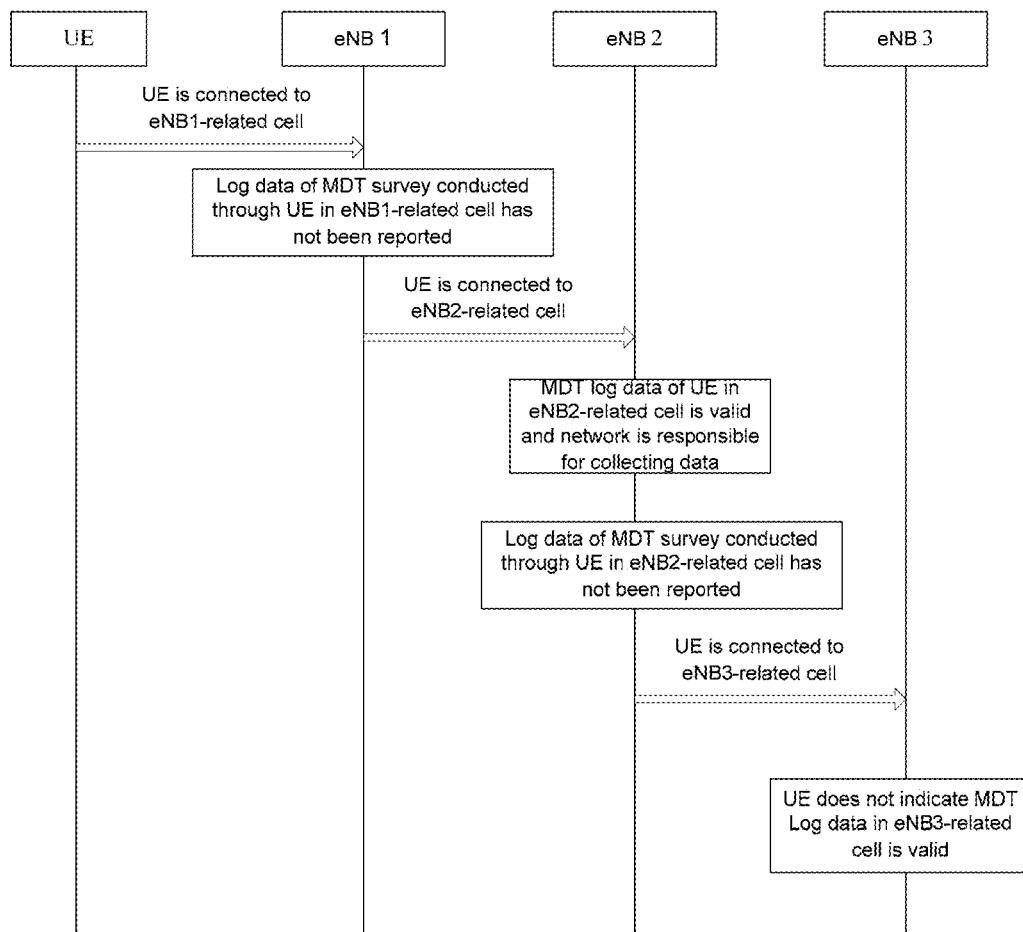 UE
eNB 1
eNB 2
eNB 3
UE is connected to
eNB1-related cell
Log data of MDT survey conducted
through UE in eNB1-related cell has
not been reported
UE is connected to
eNB2-related cell
MDT log data of UE in
eNB2-related cell is valid
and network is responsible
for collecting data
Log data of MDT survey conducted
through UE in eNB2-related cell has
not been reported
UE is connected to
eNB3-related cell
UE does not indicate MDT
Log data in eNB3-related
cell is valid